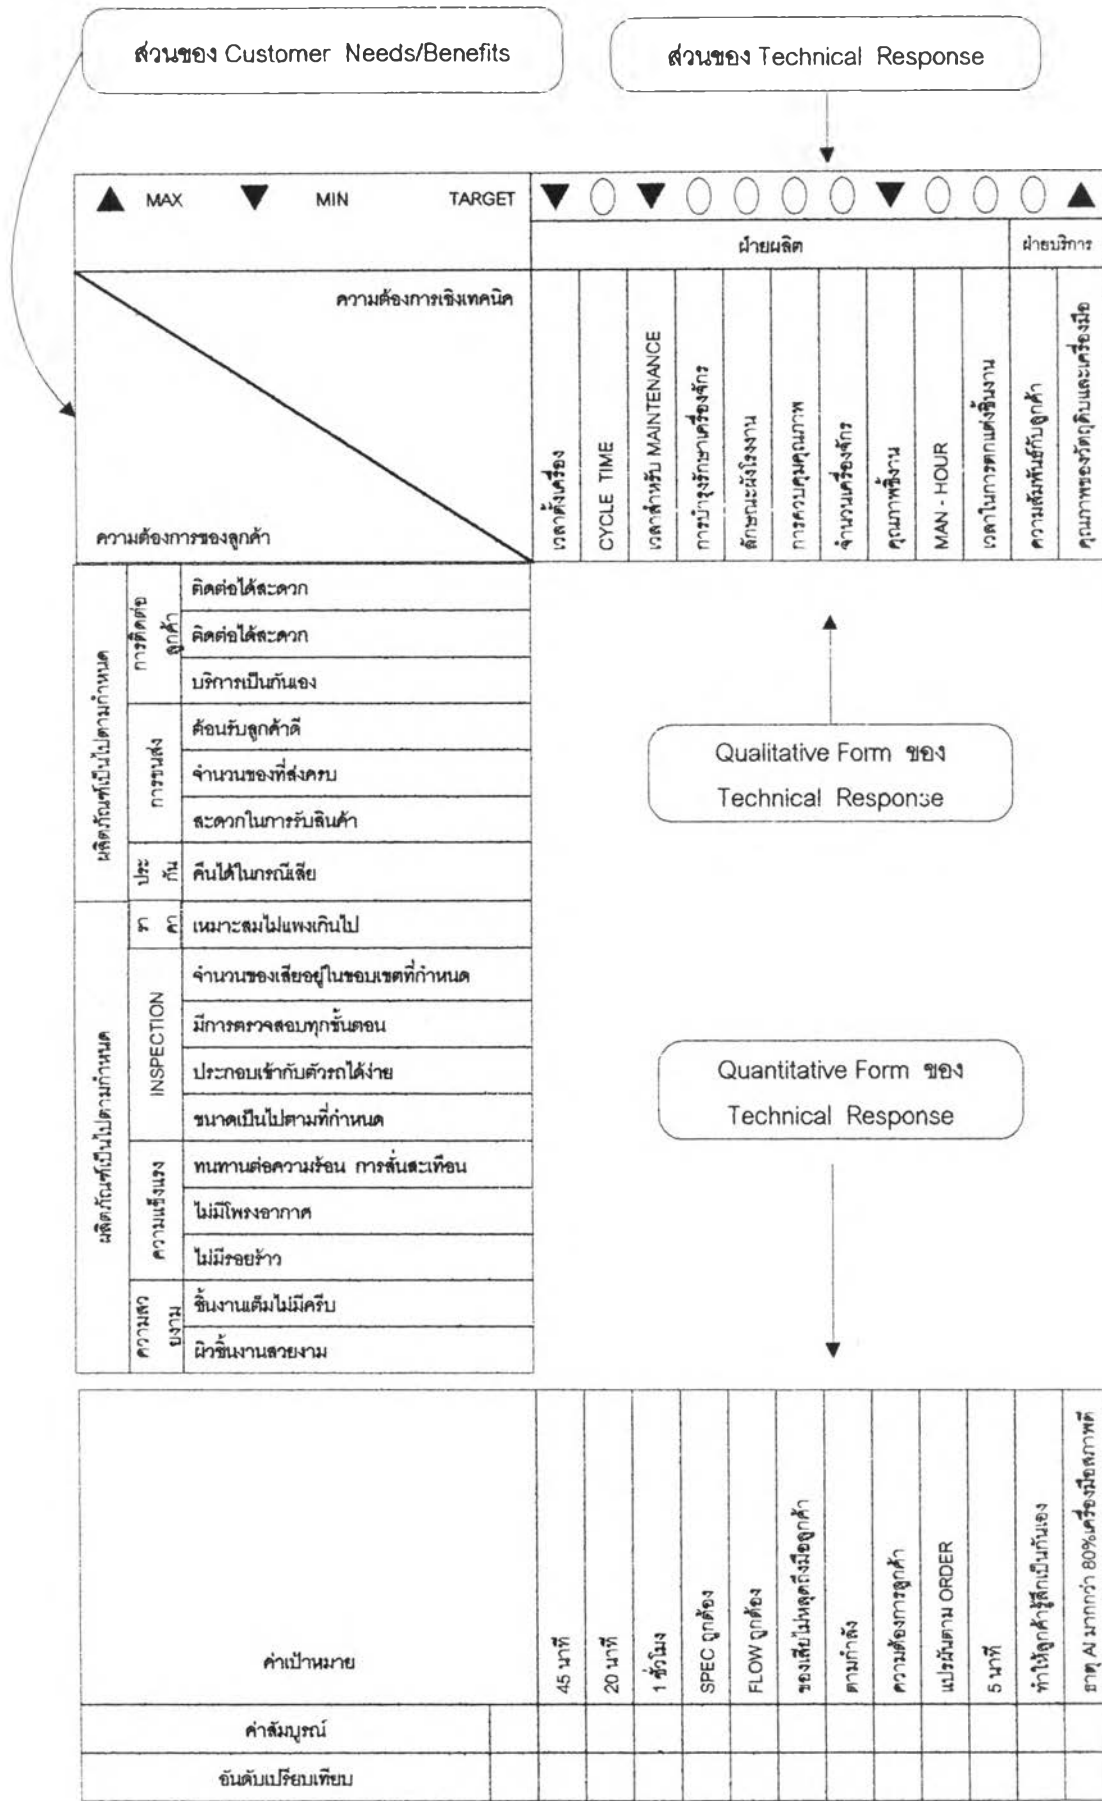 ส่วนของ Customer Needs/Benefits
ส่วนของ Technical Response
MAX
MIN
TARGET
ฝ่ายผลิต
ฝ่ายบริการ
ความต้องการเชิงเทคนิค
ความต้องการของลูกค้า
เวลาตั้งเครื่อง
CYCLE TIME
เวลาสำหรับ MAINTENANCE
การบำรุงรักษาเครื่องจักร
ลักษณะผังโรงงาน
การควบคุมคุณภาพ
จำนวนเครื่องจักร
คุณภาพชิ้งาน
MAN - HOUR
เวลาในการตกแต่งชิ้นงาน
ความสัมพันธ์กับลูกค้า
คุณภาพของวัตถุดิบและเครื่องมือ
ผลิตภัณฑ์เป็นไปตามกำหนด
การติดต่อ
ลูกค้า
ติดต่อได้สะดวก
ติดต่อได้สะดวก
บริการเป็นกันเอง
การขนส่ง
ต้อนรับลูกค้าดี
จำนวนของที่ส่งครบ
สะดวกในการรับสินค้า
ประ
กัน
คืนได้ในกรณีเสีย
ผลิตภัณฑ์เป็นไปตามกำหนด
รา
คา
เหมาะสมไม่แพงเกินไป
INSPECTION
จำนวนของเสียอยู่ในขอบเขตที่กำหนด
มีการตรวจสอบทุกขั้นตอน
ประกอบเข้ากับตัวรถได้ง่าย
ขนาดเป็นไปตามที่กำหนด
ความแข็งแรง
ทนทานต่อความร้อน การสั่นสะเทือน
ไม่มีโพรงอากาศ
ไม่มีรอยร้าว
ความสว
ยงาม
ชิ้นงานเต็มไม่มีครีบ
ผิวชิ้นงานสวยงาม
Qualitative Form ของ
Technical Response
Quantitative Form ของ
Technical Response
ค่าเป้าหมาย
45 นาที
20 นาที
1 ชั่วโมง
SPEC ถูกต้อง
FLOW ถูกต้อง
ของเสียไม่หลุดถึงมือลูกค้า
ตามกำลัง
ความต้องการลูกค้า
แปรผันตาม ORDER
5 นาที
ทำให้ลูกค้ารู้สึกเป็นกันเอง
ธาตุ Al มากกว่า 80%เครื่องมือสภาพดี
ค่าสัมบูรณ์
อันดับเปรียบเทียบ